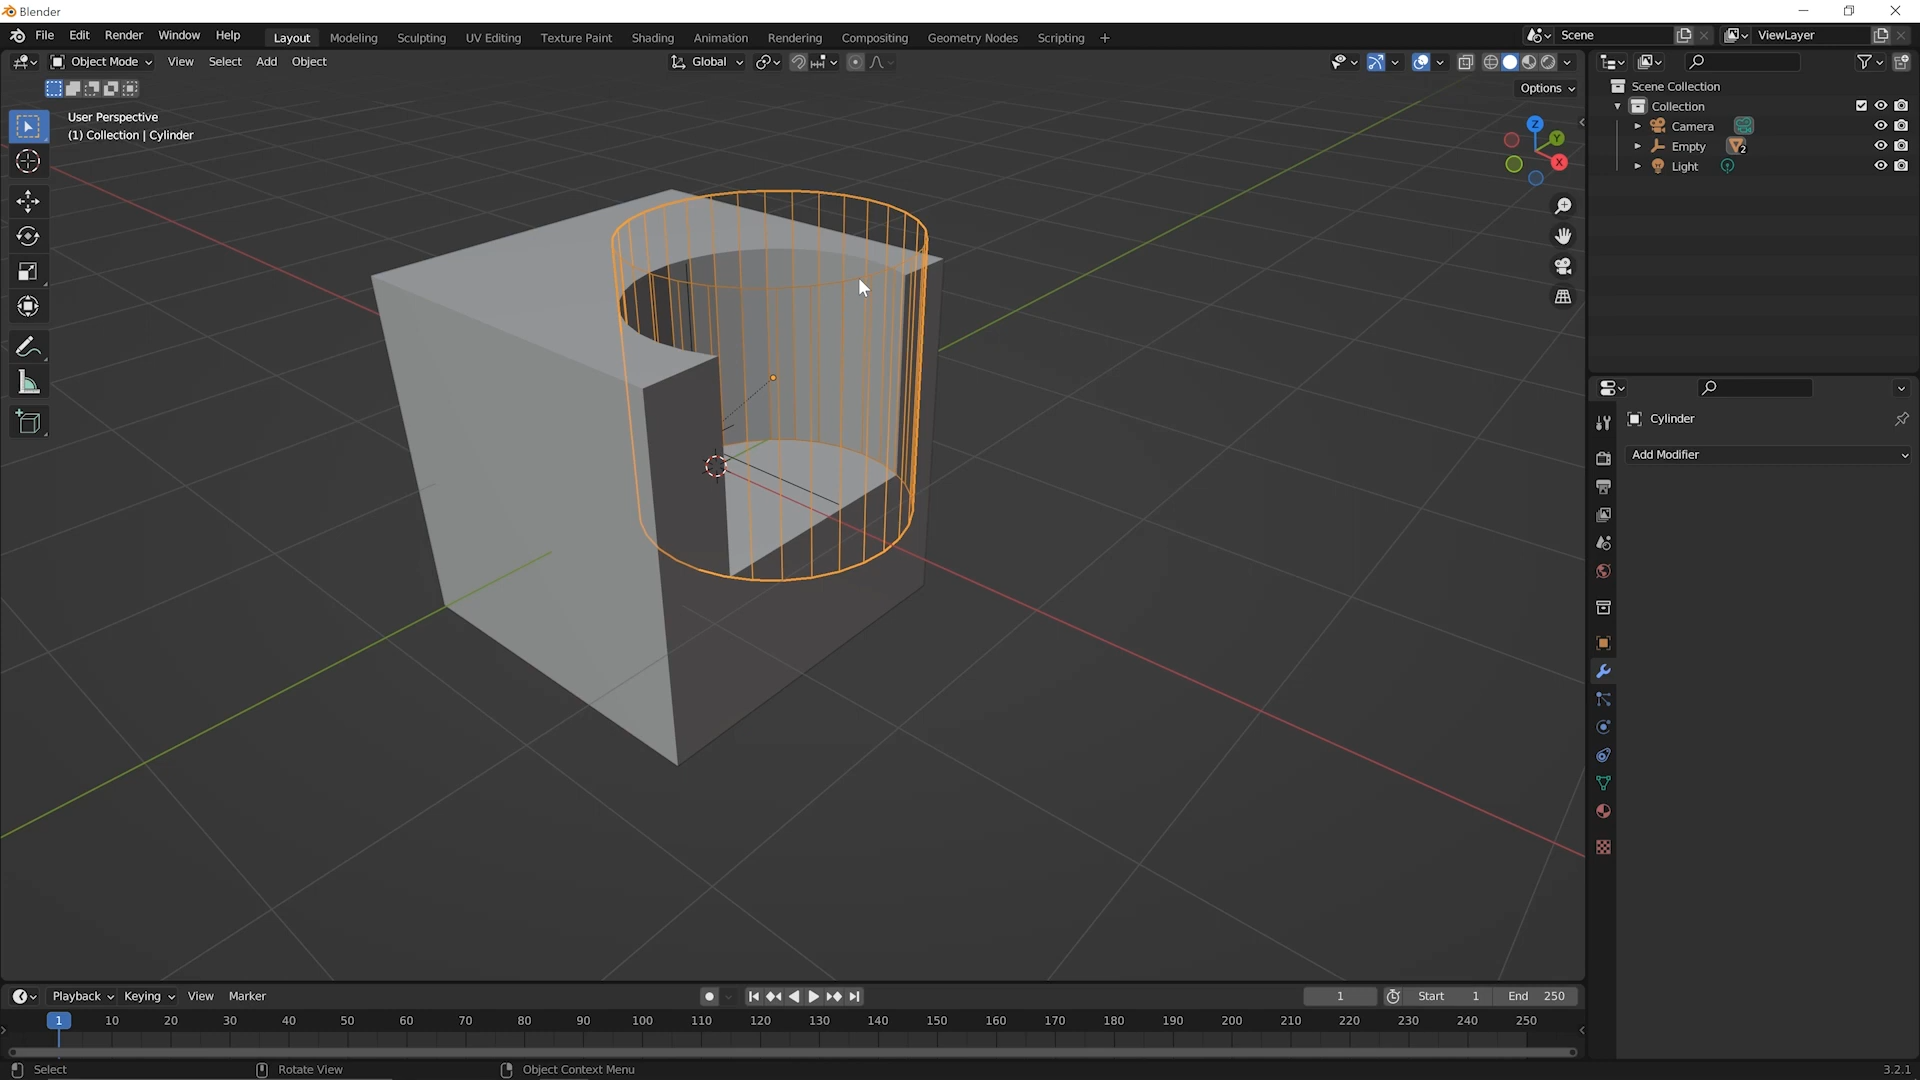 Blender
File Edit Render Window Help Layout Modeling Sculpting UV Editing Texture Paint Shading Animation Rendering Compositing Geometry Nodes Scripting + Scene ViewLayer
Object Mode View Select Add Object Global
Options
User Perspective
(1) Collection | Cylinder
Z
Y
X
Scene Collection
Collection
Camera
Empty 2
Light
Cylinder
Add Modifier
Playback Keying View Marker 1 Start 1 End 250
1 10 20 30 40 50 60 70 80 90 100 110 120 130 140 150 160 170 180 190 200 210 220 230 240 250
Select Rotate View Object Context Menu 3.2.1